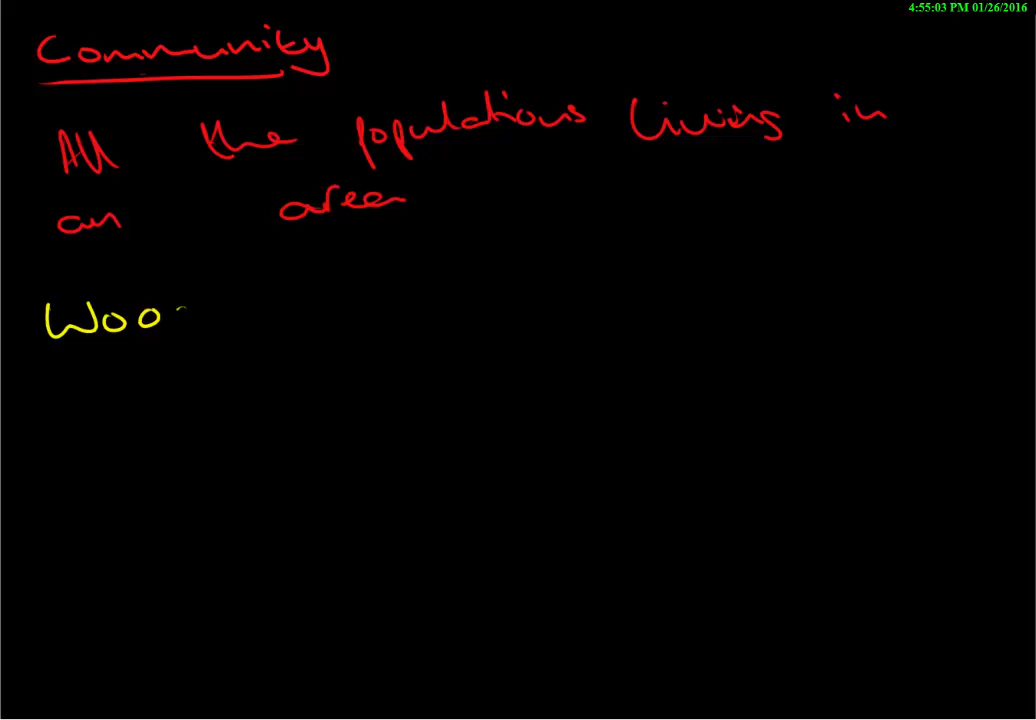 4:55:03 PM 01/26/2016
Community
All the populations living in
an area
Woo